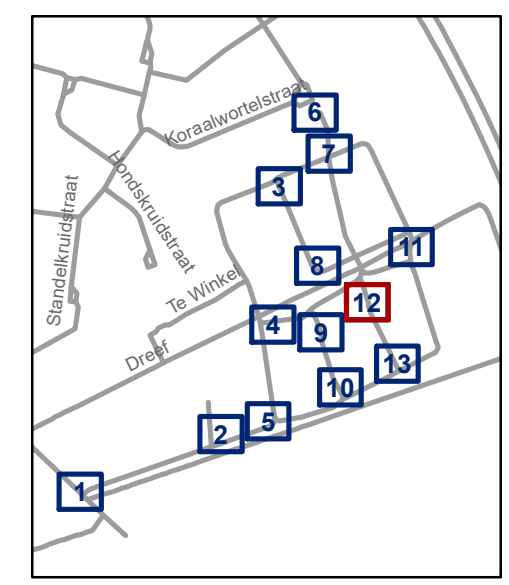 6
Koraalwortelstraat
7
3
Hondskruidstraat
Standelkruidstraat
11
8
Te Winkel
12
4
9
Dreef
13
10
5
2
1